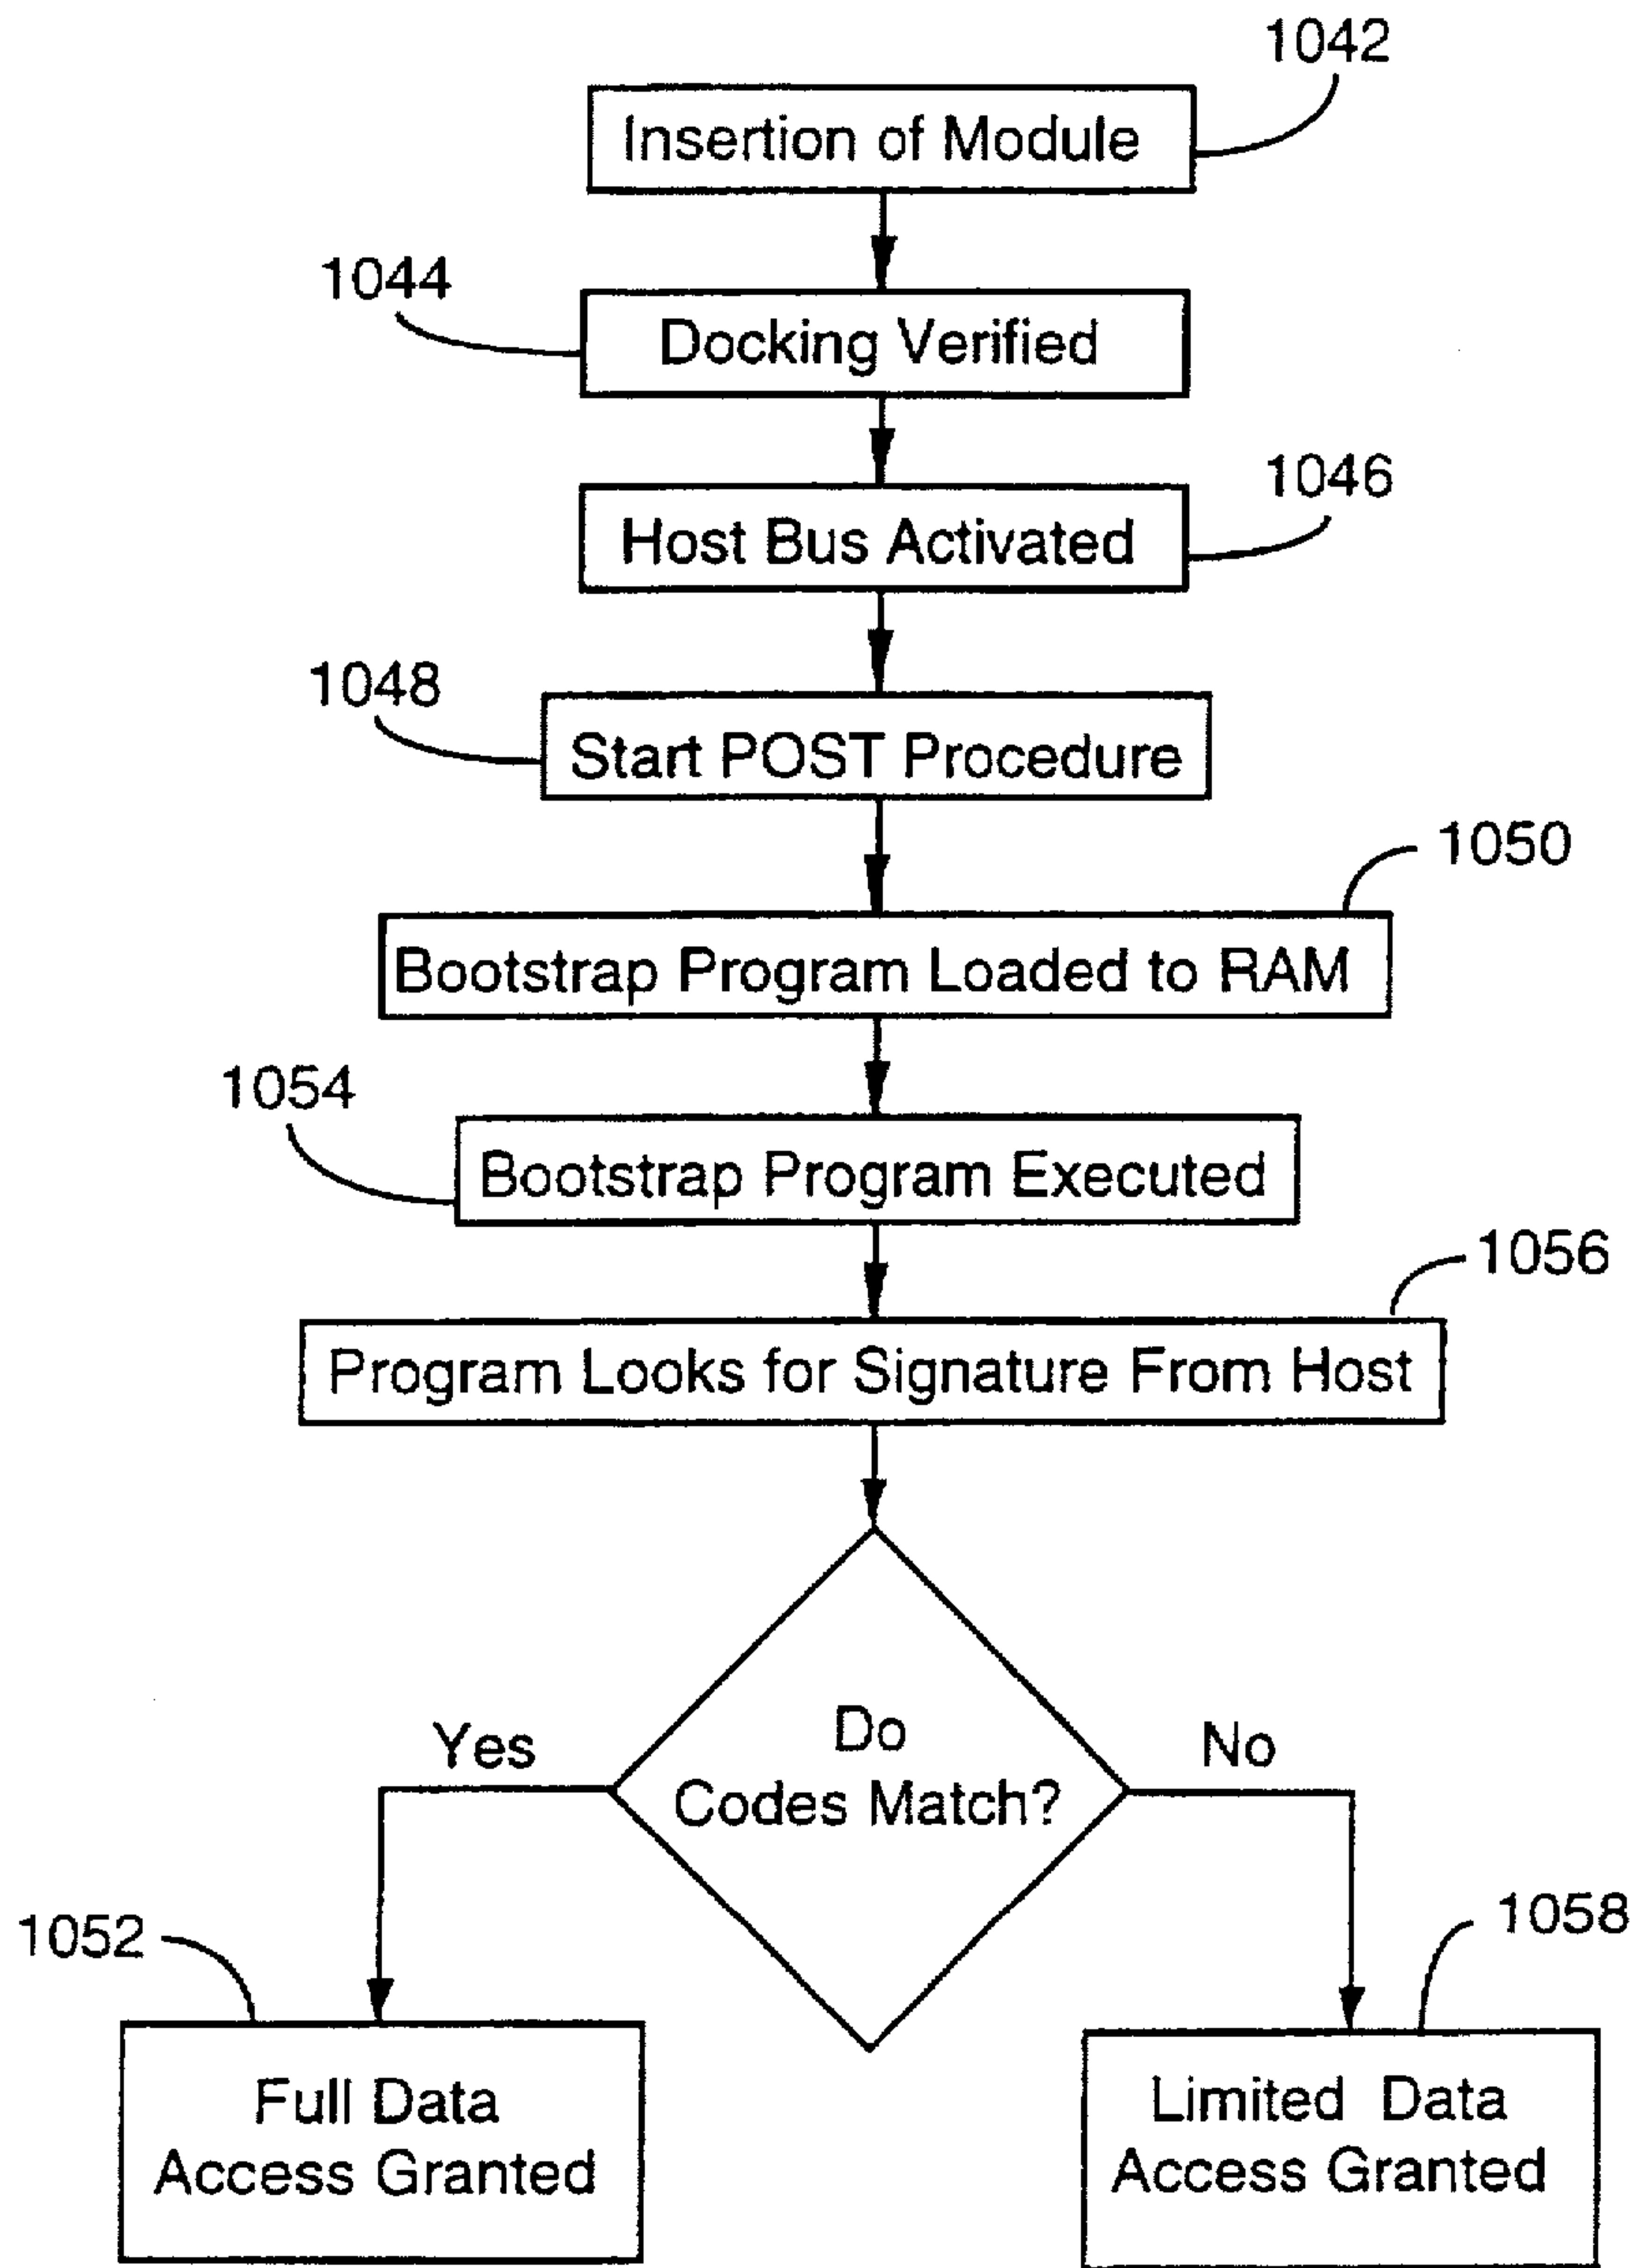 1042
Insertion of Module
1044
Docking Verified
1046
Host Bus Activated
1048
Start POST Procedure
1050
Bootstrap Program Loaded to RAM
1054
Bootstrap Program Executed
1056
Program Looks for Signature From Host
Do
Codes Match?
Yes
No
1052
1058
Full Data
Access Granted
Limited Data
Access Granted